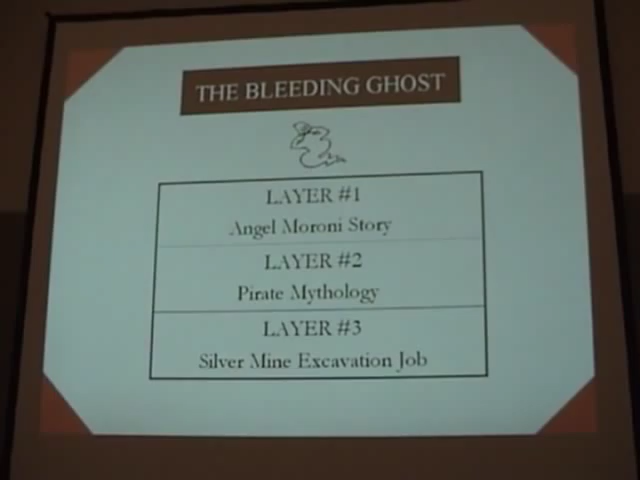 THE BLEEDING GHOST
LAYER #1
Angel Moroni Story
LAYER #2
Pirate Mythology
LAYER #3
Silver Mine Excavation Job